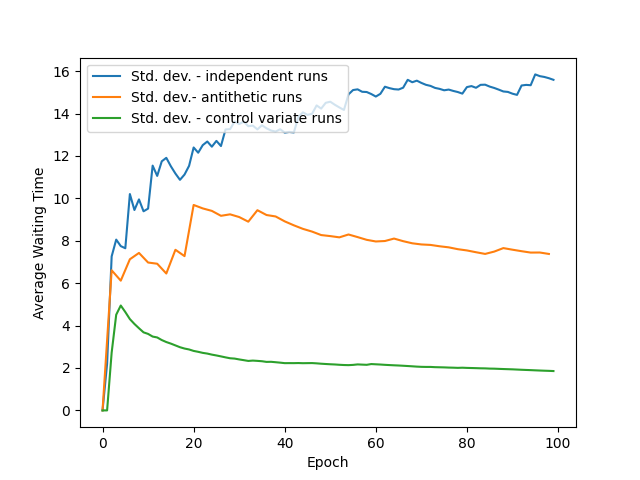 Std. dev. - independent runs
Std. dev.- antithetic runs
Std. dev. - control variate runs
Average Waiting Time
16
14
12
10
8
6
4
2
0
0 20 40 60 80 100
Epoch